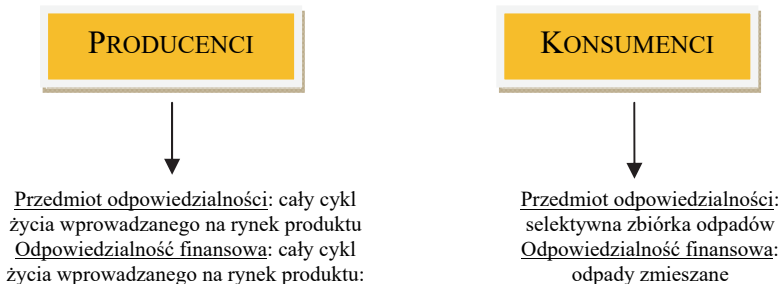 PRODUCENCI
Przedmiot odpowiedzialności: cały cykl
życia wprowadzanego na rynek produktu
Odpowiedzialność finansowa: cały cykl
życia wprowadzanego na rynek produktu:
KONSUMENCI
Przedmiot odpowiedzialności:
selektywna zbiórka odpadów
Odpowiedzialność finansowa:
odpady zmieszane